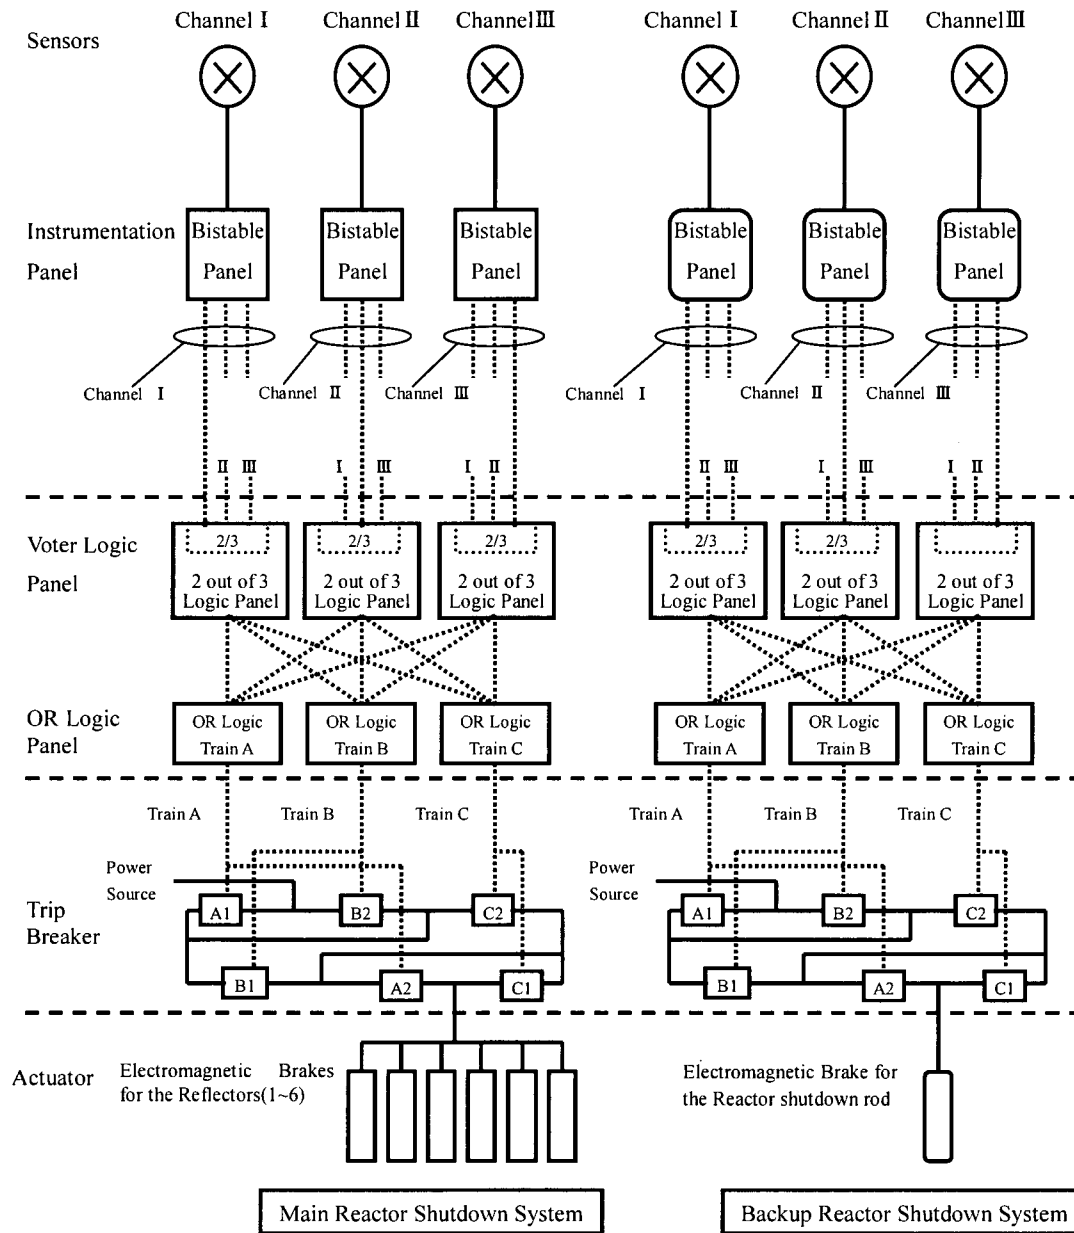 Channel I
Channel II
Channel III
Channel I
Channel II
Channel III
Sensors
Instrumentation
Panel
Bistable
Panel
Bistable
Panel
Bistable
Panel
Bistable
Panel
Bistable
Panel
Bistable
Panel
Channel I
Channel II
Channel III
Channel I
Channel II
Channel III
II III
I III
I II
II III
I III
I II
Voter Logic
Panel
2/3
2 out of 3
Logic Panel
2/3
2 out of 3
Logic Panel
2/3
2 out of 3
Logic Panel
2/3
2 out of 3
Logic Panel
2/3
2 out of 3
Logic Panel
2 out of 3
Logic Panel
OR Logic
Panel
OR Logic
Train A
OR Logic
Train B
OR Logic
Train C
OR Logic
Train A
OR Logic
Train B
OR Logic
Train C
Train A
Train B
Train C
Train A
Train B
Train C
Power
Source
Power
Source
Trip
Breaker
A1
B2
C2
A1
B2
C2
B1
A2
C1
B1
A2
C1
Actuator
Electromagnetic Brakes
for the Reflectors(1~6)
Electromagnetic Brake for
the Reactor shutdown rod
Main Reactor Shutdown System
Backup Reactor Shutdown System